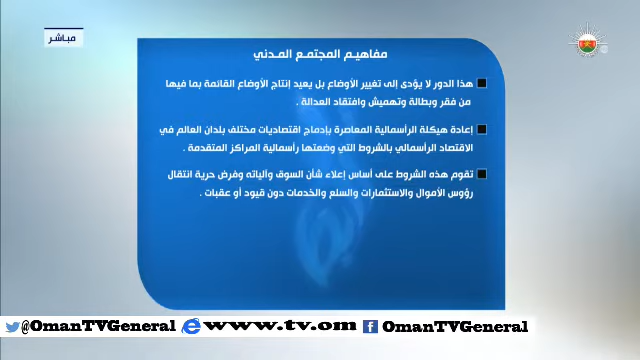 مباشر
مفاهيم المجتمع المدني
هذا الدور لا يؤدى إلى تغيير الأوضاع بل يعيد إنتاج الأوضاع القائمة بما فيها
من فقر وبطالة وتهميش وافتقاد العدالة .
إعادة هيكلة الرأسمالية المعاصرة بإدماج اقتصاديات مختلف بلدان العالم في
الاقتصاد الرأسمالي بالشروط التي وضعتها رأسمالية المراكز المتقدمة .
تقوم هذه الشروط على أساس إعلاء شأن السوق وآلياته وفرض حرية انتقال
رؤوس الأموال والاستثمارات والسلع والخدمات دون قيود أو عقبات .
@OmanTVGeneral www.tv.om OmanTVGeneral